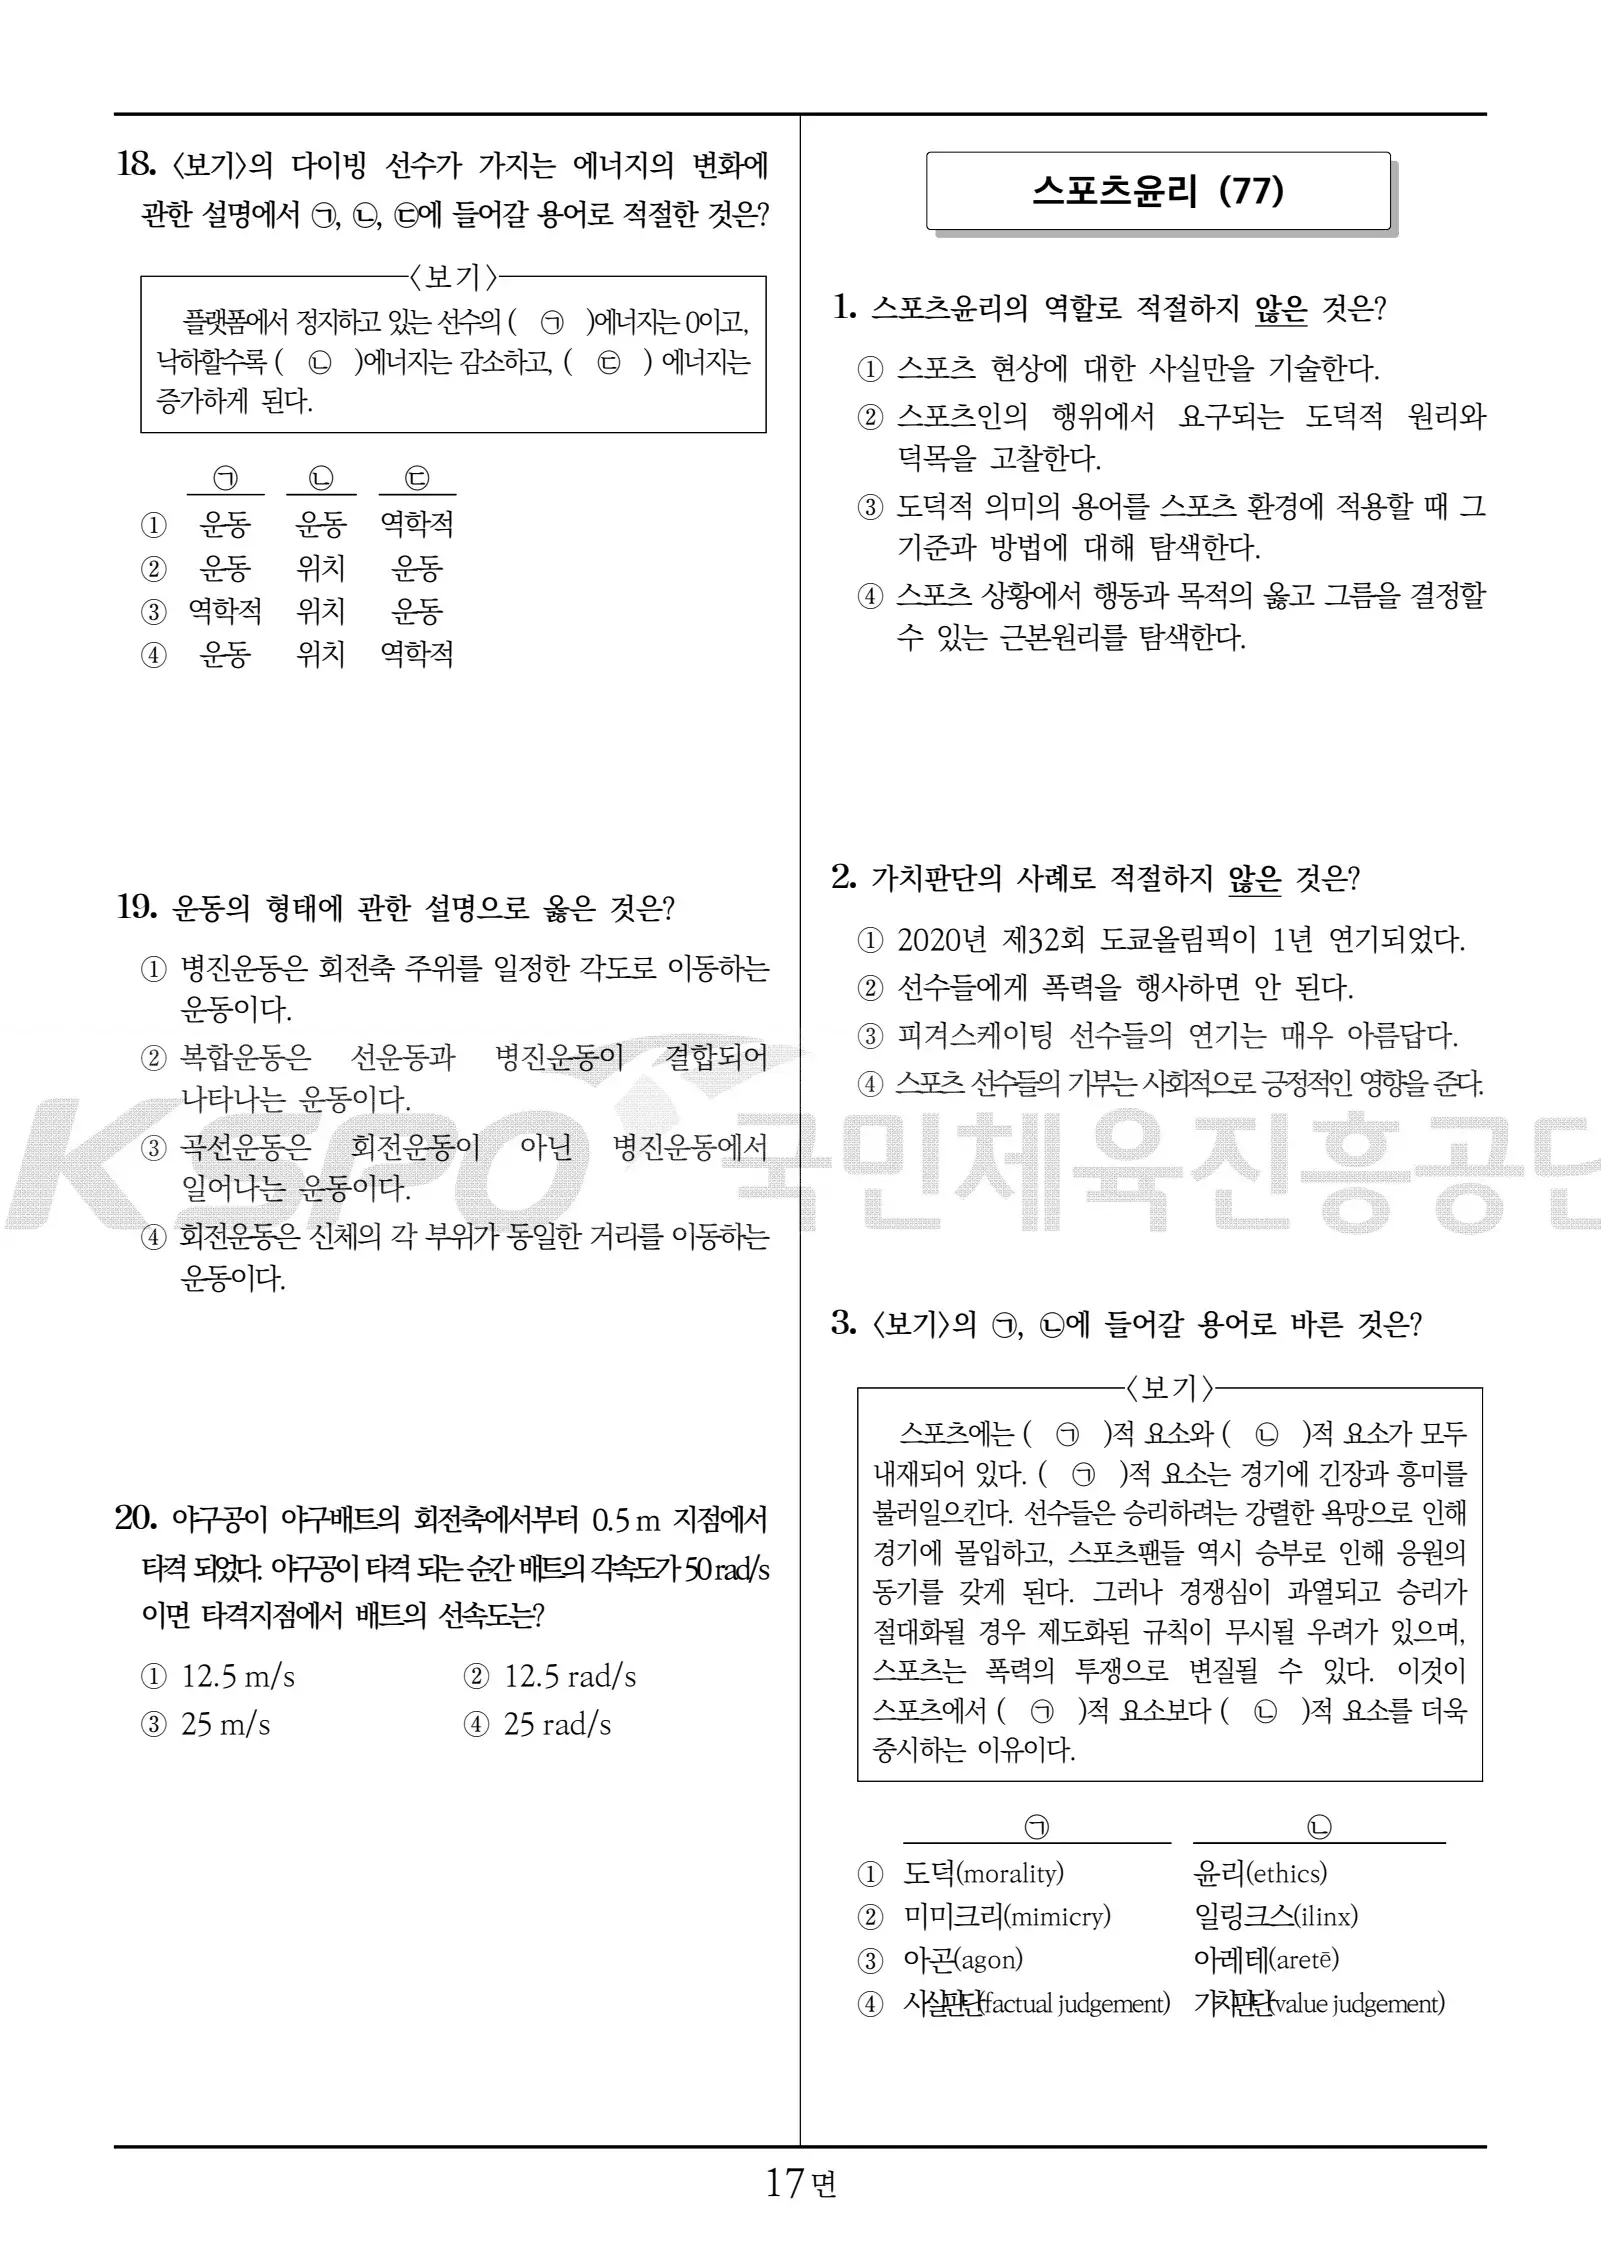 18. 〈보기〉의 다이빙 선수가 가지는 에너지의 변화에
관한 설명에서 ㉠, ㉡, ㉢에 들어갈 용어로 적절한 것은?
〈보기〉
플랫폼에서 정지하고 있는 선수의 ( ㉠ )에너지는 0이고,
낙하할수록 ( ㉡ )에너지는 감소하고, ( ㉢ ) 에너지는
증가하게 된다.
㉠ ㉡ ㉢
① 운동 운동 역학적
② 운동 위치 운동
③ 역학적 위치 운동
④ 운동 위치 역학적
19. 운동의 형태에 관한 설명으로 옳은 것은?
① 병진운동은 회전축 주위를 일정한 각도로 이동하는
운동이다.
② 복합운동은 선운동과 병진운동이 결합되어
나타나는 운동이다.
③ 곡선운동은 회전운동이 아닌 병진운동에서
일어나는 운동이다.
④ 회전운동은 신체의 각 부위가 동일한 거리를 이동하는
운동이다.
20. 야구공이 야구배트의 회전축에서부터 0.5 m 지점에서
타격 되었다. 야구공이 타격 되는 순간 배트의 각속도가 50 rad/s
이면 타격지점에서 배트의 선속도는?
① 12.5 m/s ② 12.5 rad/s
③ 25 m/s ④ 25 rad/s
스포츠윤리 (77)
1. 스포츠윤리의 역할로 적절하지 않은 것은?
① 스포츠 현상에 대한 사실만을 기술한다.
② 스포츠인의 행위에서 요구되는 도덕적 원리와
덕목을 고찰한다.
③ 도덕적 의미의 용어를 스포츠 환경에 적용할 때 그
기준과 방법에 대해 탐색한다.
④ 스포츠 상황에서 행동과 목적의 옳고 그름을 결정할
수 있는 근본원리를 탐색한다.
2. 가치판단의 사례로 적절하지 않은 것은?
① 2020년 제32회 도쿄올림픽이 1년 연기되었다.
② 선수들에게 폭력을 행사하면 안 된다.
③ 피겨스케이팅 선수들의 연기는 매우 아름답다.
④ 스포츠 선수들의 기부는 사회적으로 긍정적인 영향을 준다.
KSPO 국민체육진흥공단
3. 〈보기〉의 ㉠, ㉡에 들어갈 용어로 바른 것은?
〈보기〉
스포츠에는 ( ㉠ )적 요소와 ( ㉡ )적 요소가 모두
내재되어 있다. ( ㉠ )적 요소는 경기에 긴장과 흥미를
불러일으킨다. 선수들은 승리하려는 강렬한 욕망으로 인해
경기에 몰입하고, 스포츠팬들 역시 승부로 인해 응원의
동기를 갖게 된다. 그러나 경쟁심이 과열되고 승리가
절대화될 경우 제도화된 규칙이 무시될 우려가 있으며,
스포츠는 폭력의 투쟁으로 변질될 수 있다. 이것이
스포츠에서 ( ㉠ )적 요소보다 ( ㉡ )적 요소를 더욱
중시하는 이유이다.
㉠ ㉡
① 도덕(morality) 윤리(ethics)
② 미미크리(mimicry) 일링크스(ilinx)
③ 아곤(agon) 아레테(aretē)
④ 사실판단(factual judgement) 가치판단(value judgement)
17 면